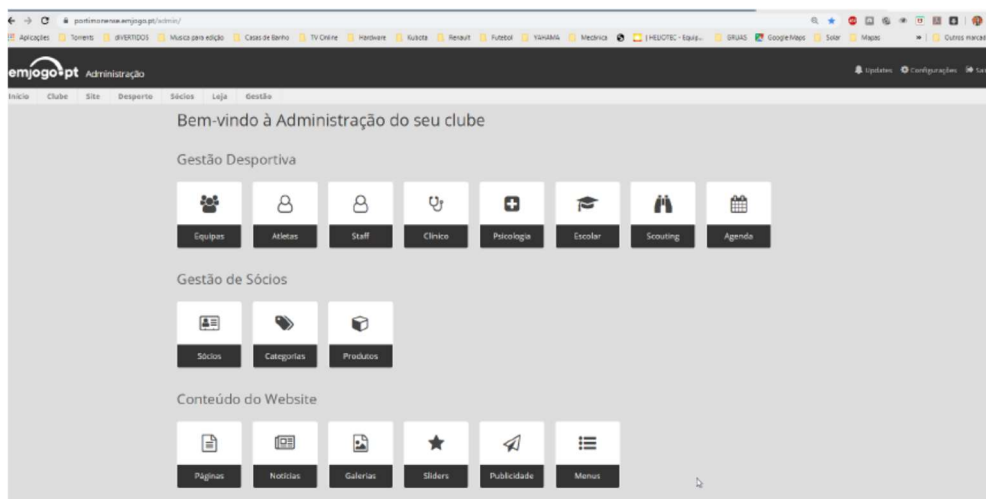 portimonense.emjogo.pt/admin/
Aplicações Torrents dIVERTIDOS Musica para edição Casas de Banho TV Online Hardware Kubota Renault Futebol YAHAMA Mecânica | HELIOTEC - Equip... GRUAS Google Maps Solar Mapas » Outros marcad
emjogo.pt Administração Updates Configurações Sai
Início Clube Site Desporto Sócios Loja Gestão
Bem-vindo à Administração do seu clube
Gestão Desportiva
Equipas Atletas Staff Clínico Psicologia Escolar Scouting Agenda
Gestão de Sócios
Sócios Categorias Produtos
Conteúdo do Website
Páginas Notícias Galerias Sliders Publicidade Menus